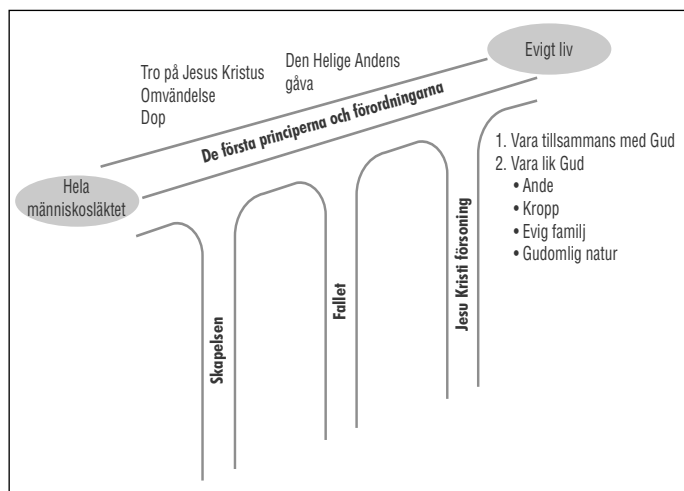 Evigt liv
Tro på Jesus Kristus
Omvändelse
Dop
Den Helige Andens
gåva
De första principerna och förordningarna
1. Vara tillsammans med Gud
2. Vara lik Gud
• Ande
• Kropp
• Evig familj
• Gudomlig natur
Hela
människosläktet
Skapelsen
Fallet
Jesu Kristi försoning